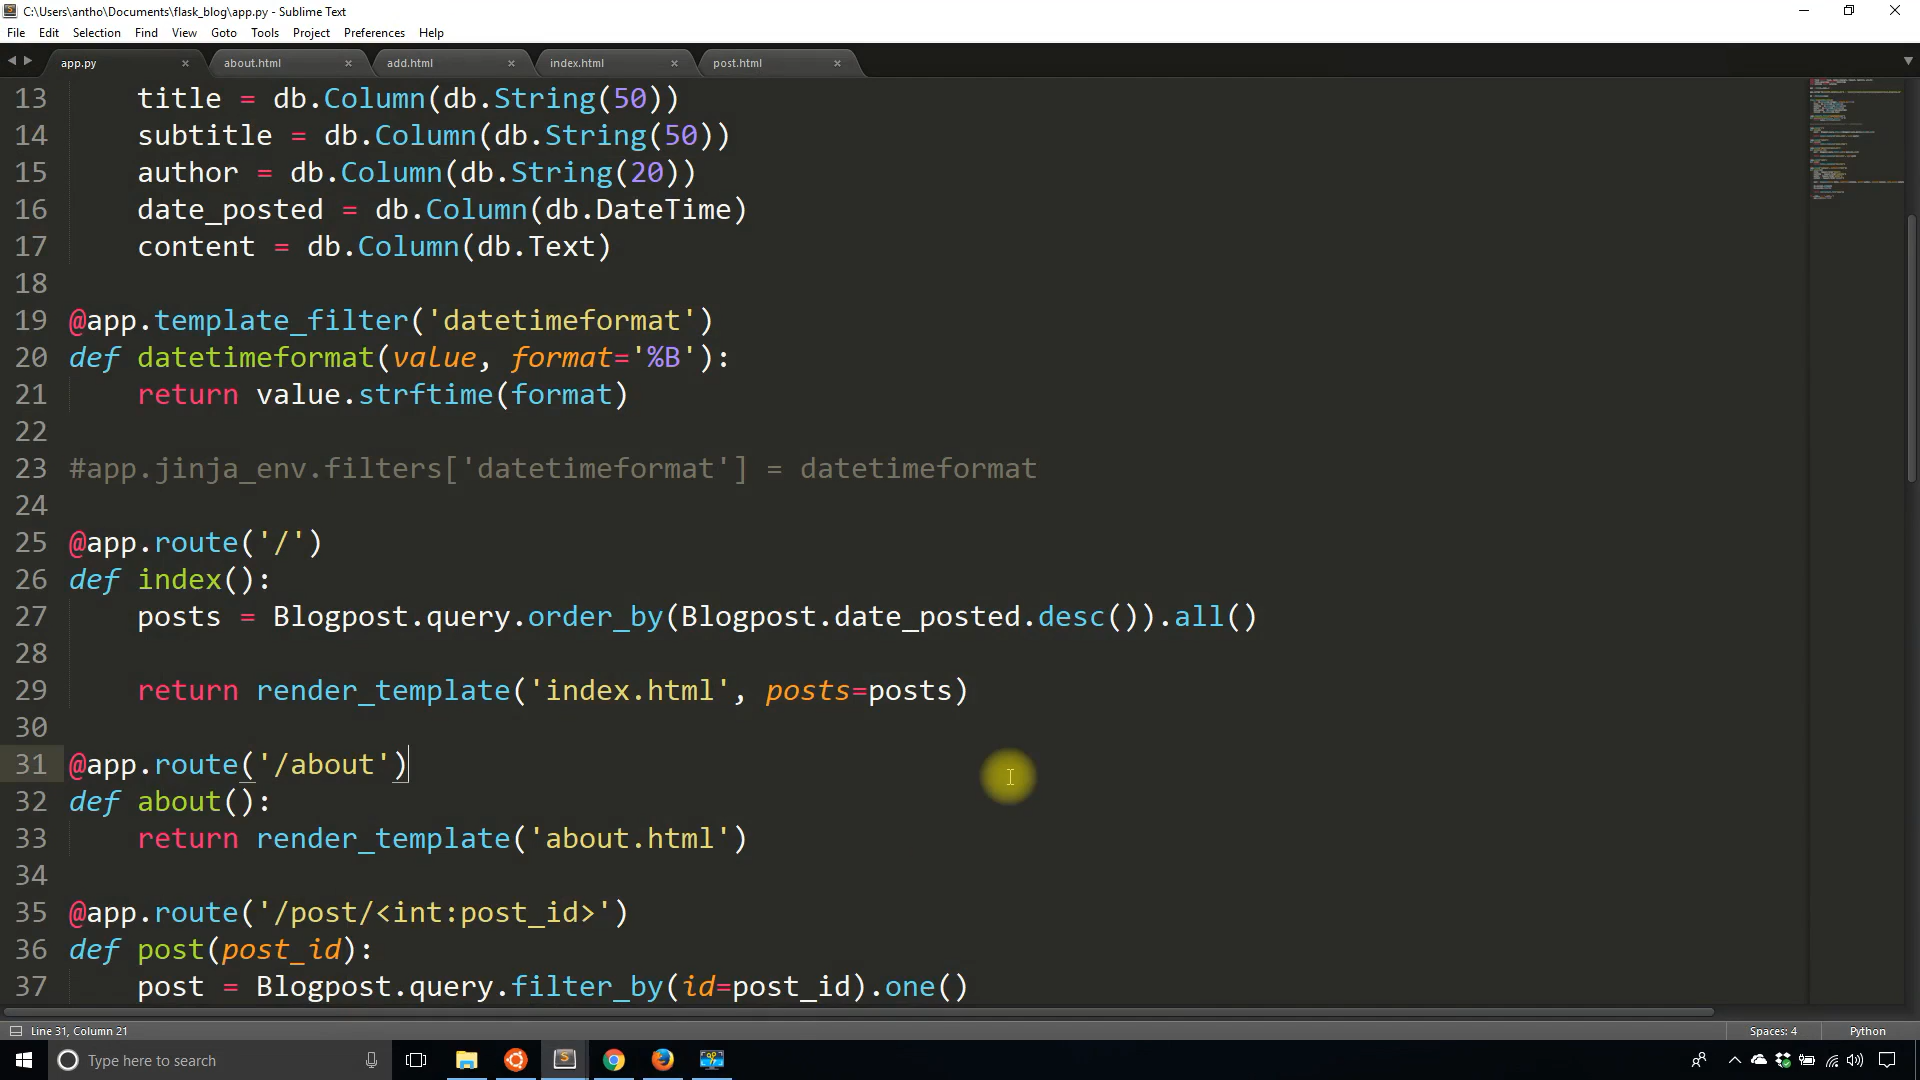 C:\Users\antho\Documents\flask_blog\app.py - Sublime Text
File Edit Selection Find View Goto Tools Project Preferences Help
app.py about.html add.html index.html post.html
13 title = db.Column(db.String(50))
14 subtitle = db.Column(db.String(50))
15 author = db.Column(db.String(20))
16 date_posted = db.Column(db.DateTime)
17 content = db.Column(db.Text)
18
19 @app.template_filter('datetimeformat')
20 def datetimeformat(value, format='%B'):
21 return value.strftime(format)
22
23 #app.jinja_env.filters['datetimeformat'] = datetimeformat
24
25 @app.route('/')
26 def index():
27 posts = Blogpost.query.order_by(Blogpost.date_posted.desc()).all()
28
29 return render_template('index.html', posts=posts)
30
31 @app.route('/about')
32 def about():
33 return render_template('about.html')
34
35 @app.route('/post/<int:post_id>')
36 def post(post_id):
37 post = Blogpost.query.filter_by(id=post_id).one()
Line 31, Column 21 Spaces: 4 Python
Type here to search